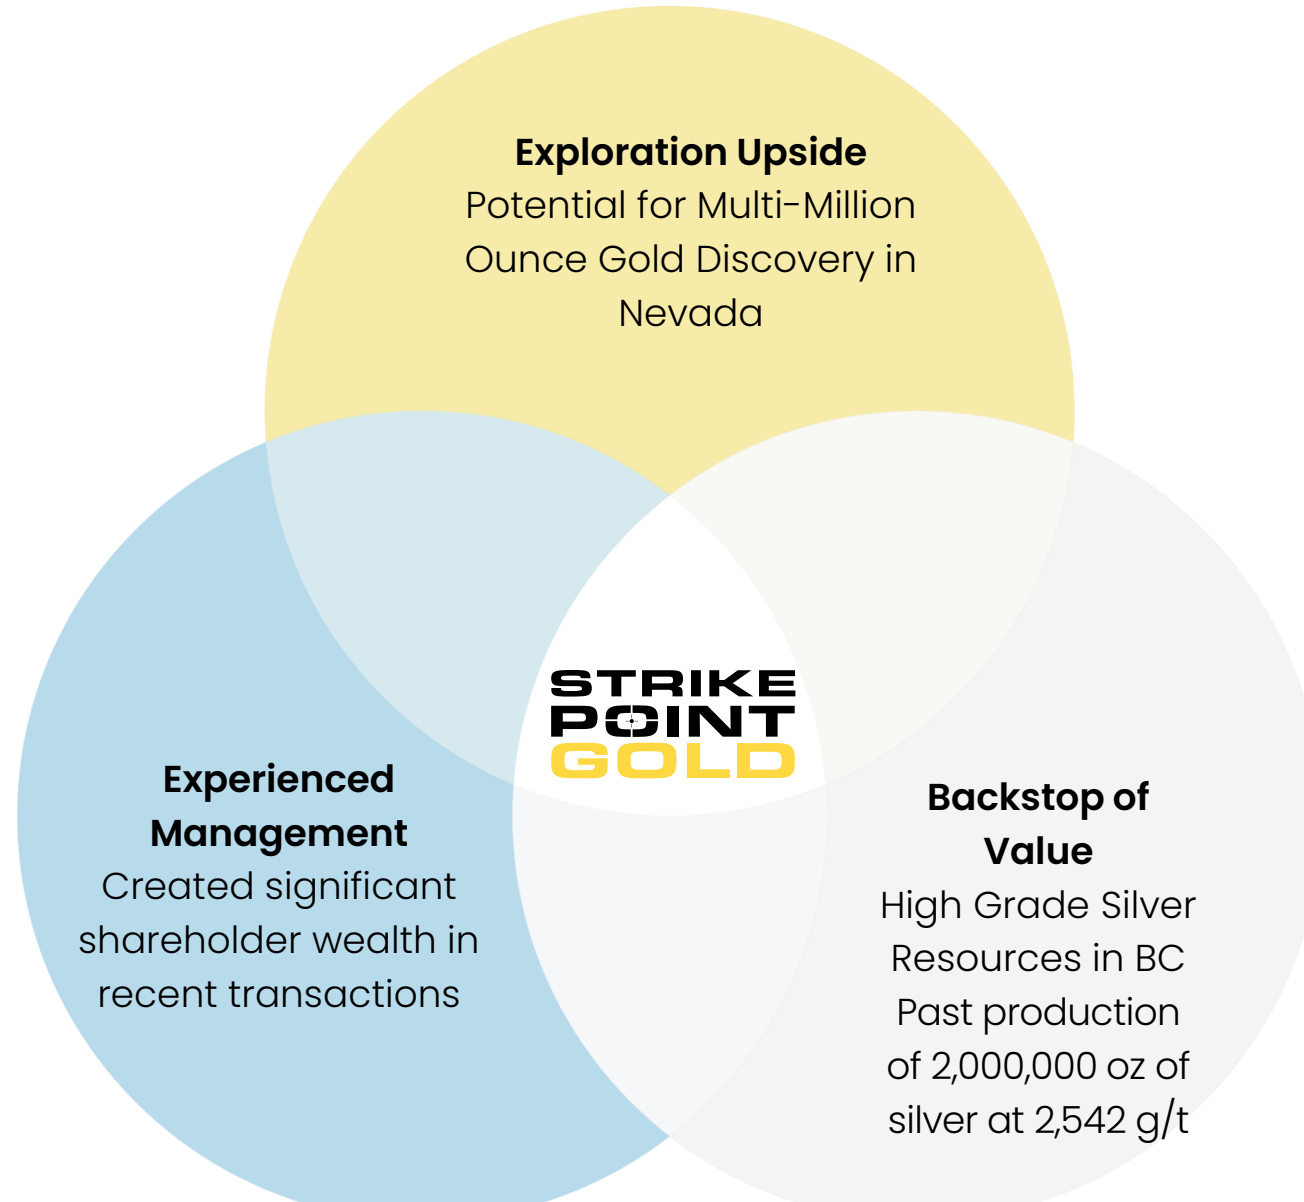 Exploration Upside
Potential for Multi-Million
Ounce Gold Discovery in
Nevada
STRIKE
POINT
GOLD
Experienced
Management
Created significant
shareholder wealth in
recent transactions
Backstop of
Value
High Grade Silver
Resources in BC
Past production
of 2,000,000 oz of
silver at 2,542 g/t